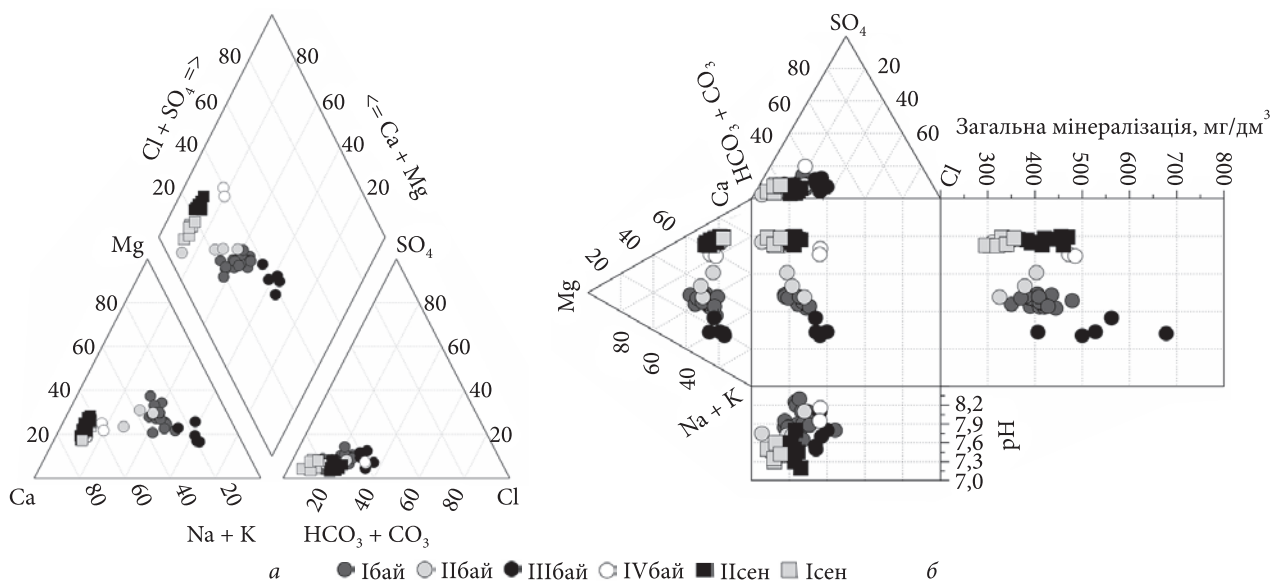 80 80
Cl + SO₄ =>
<= Ca + Mg
60 60
40 40
20 20
Mg SO₄
80 80
60 60
40 40
20 20
Ca 80 60 40 20 20 40 60 80 Cl
Na + K HCO₃ + CO₃
SO₄
80 20
60 40
40 60
HCO₃ + CO₃
Ca
Cl
Загальна мінералізація, мг/дм³
300 400 500 600 700 800
60
40
20
Mg
80
60
40
Na + K
8,2
7,9
7,6
7,3
7,0
pH
а Iбай IIбай IIIбай IVбай IIсен Iсен б